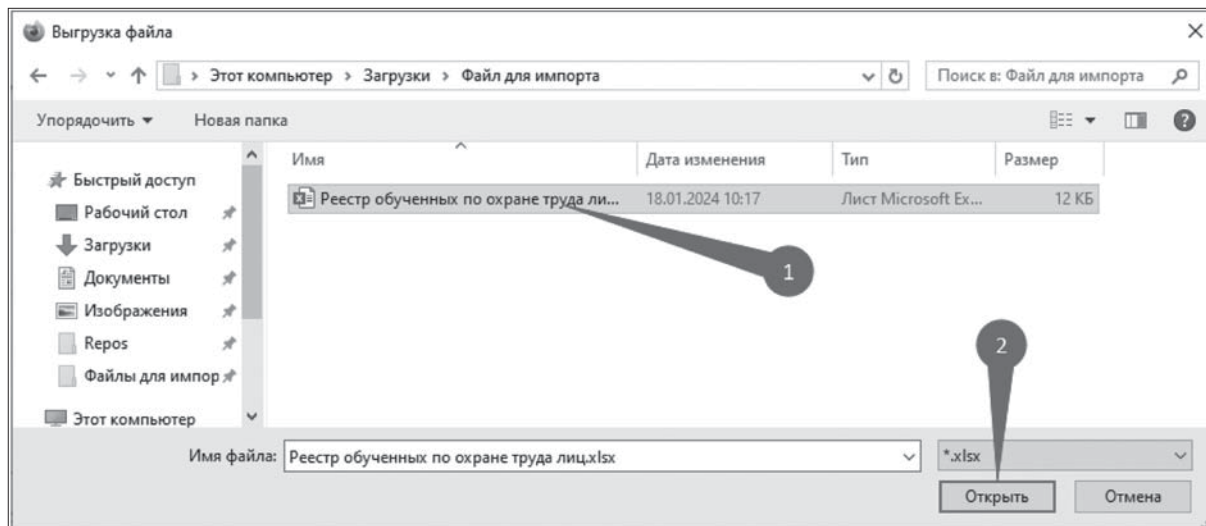 Выгрузка файла
Этот компьютер › Загрузки › Файл для импорта
Поиск в: Файл для импорта
Упорядочить
Новая папка
Имя
Дата изменения
Тип
Размер
Быстрый доступ
Рабочий стол
Загрузки
Документы
Изображения
Repos
Файлы для импор
Этот компьютер
Реестр обученных по охране труда ли...
18.01.2024 10:17
Лист Microsoft Ex...
12 КБ
1
2
Имя файла:
Реестр обученных по охране труда лиц.xlsx
*.xlsx
Открыть
Отмена